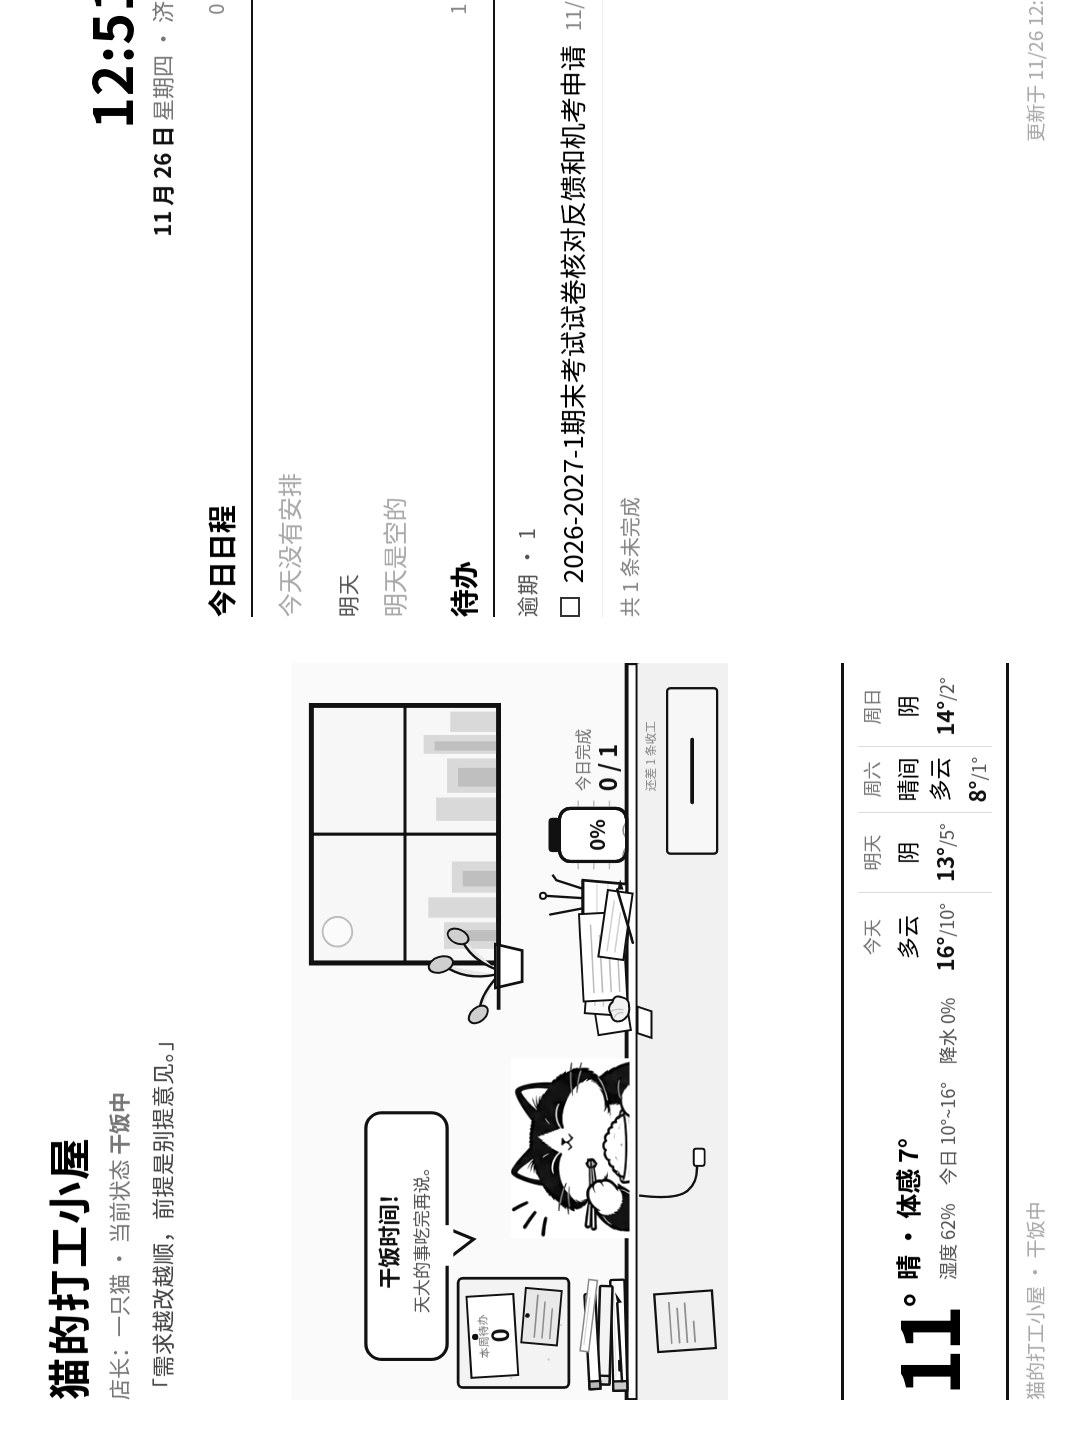 猫的打工小屋
店长：一只猫 · 当前状态 干饭中
「需求越改越顺，前提是别提意见。」
干饭时间！
天大的事吃完再说。
本周待办
0
0%
今日完成
0 / 1
还差 1 条收工
11°
晴 · 体感 7°
湿度 62% 今日 10°~16° 降水 0%
今天
多云
16°/10°
明天
阴
13°/5°
周六
晴间
多云
8°/1°
周日
阴
14°/2°
猫的打工小屋 · 干饭中
12:51
11 月 26 日 星期四 · 济
今日日程
0
今天没有安排
明天
明天是空的
待办
1
逾期 · 1
2026-2027-1期末考试试卷核对反馈和机考申请 11/
共 1 条未完成
更新于 11/26 12: